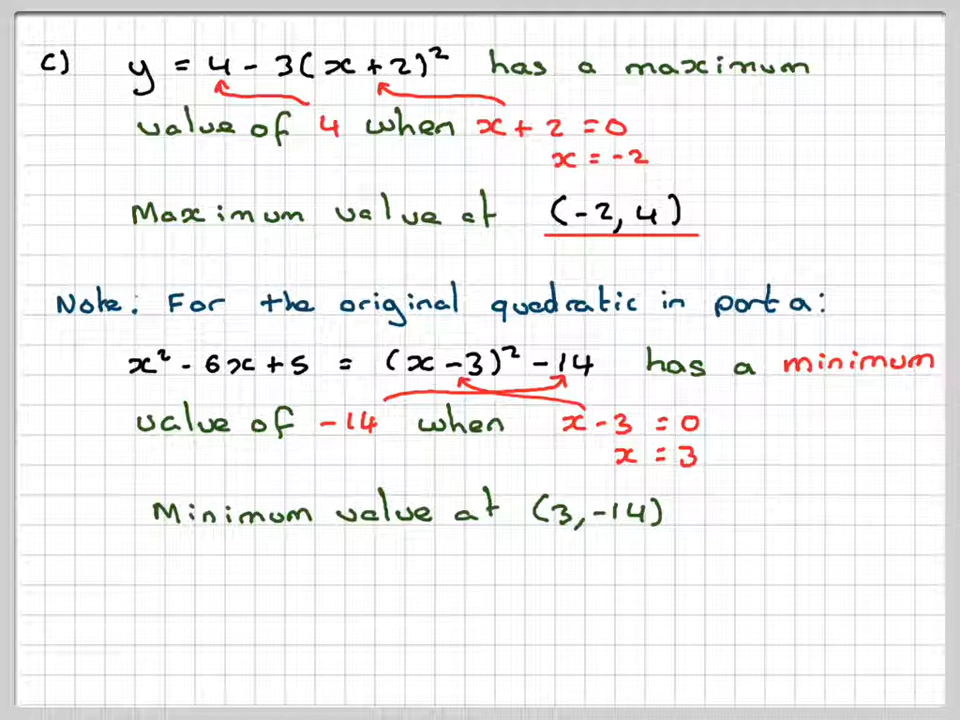 c) y = 4 - 3(x + 2)² has a maximum
value of 4 when x + 2 = 0
x = -2
Maximum value at (-2, 4)
Note: For the original quadratic in part a:
x² - 6x + 5 = (x - 3)² - 14 has a minimum
value of -14 when x - 3 = 0
x = 3
Minimum value at (3, -14)